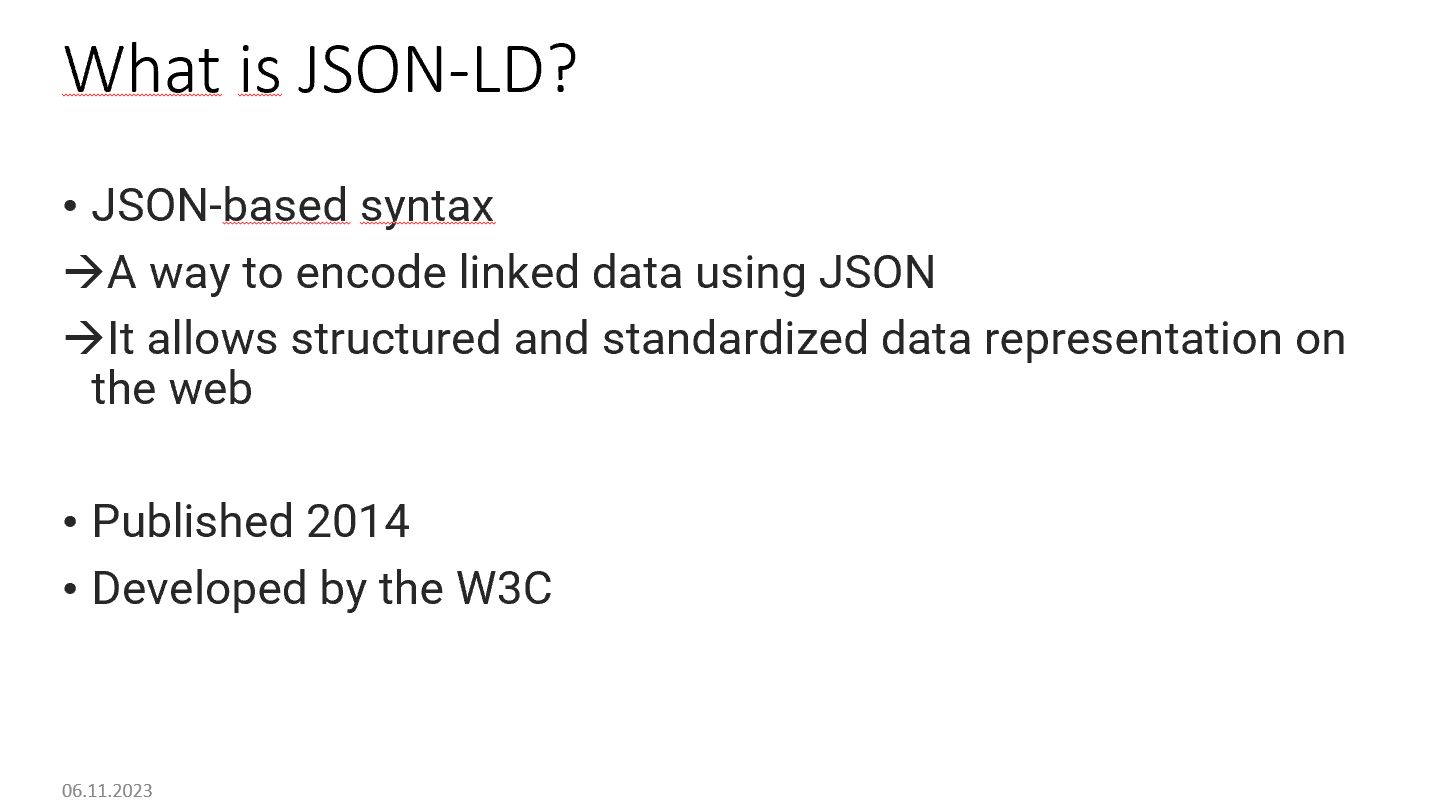 What is JSON-LD?
• JSON-based syntax
→A way to encode linked data using JSON
→It allows structured and standardized data representation on
the web
• Published 2014
• Developed by the W3C
06.11.2023